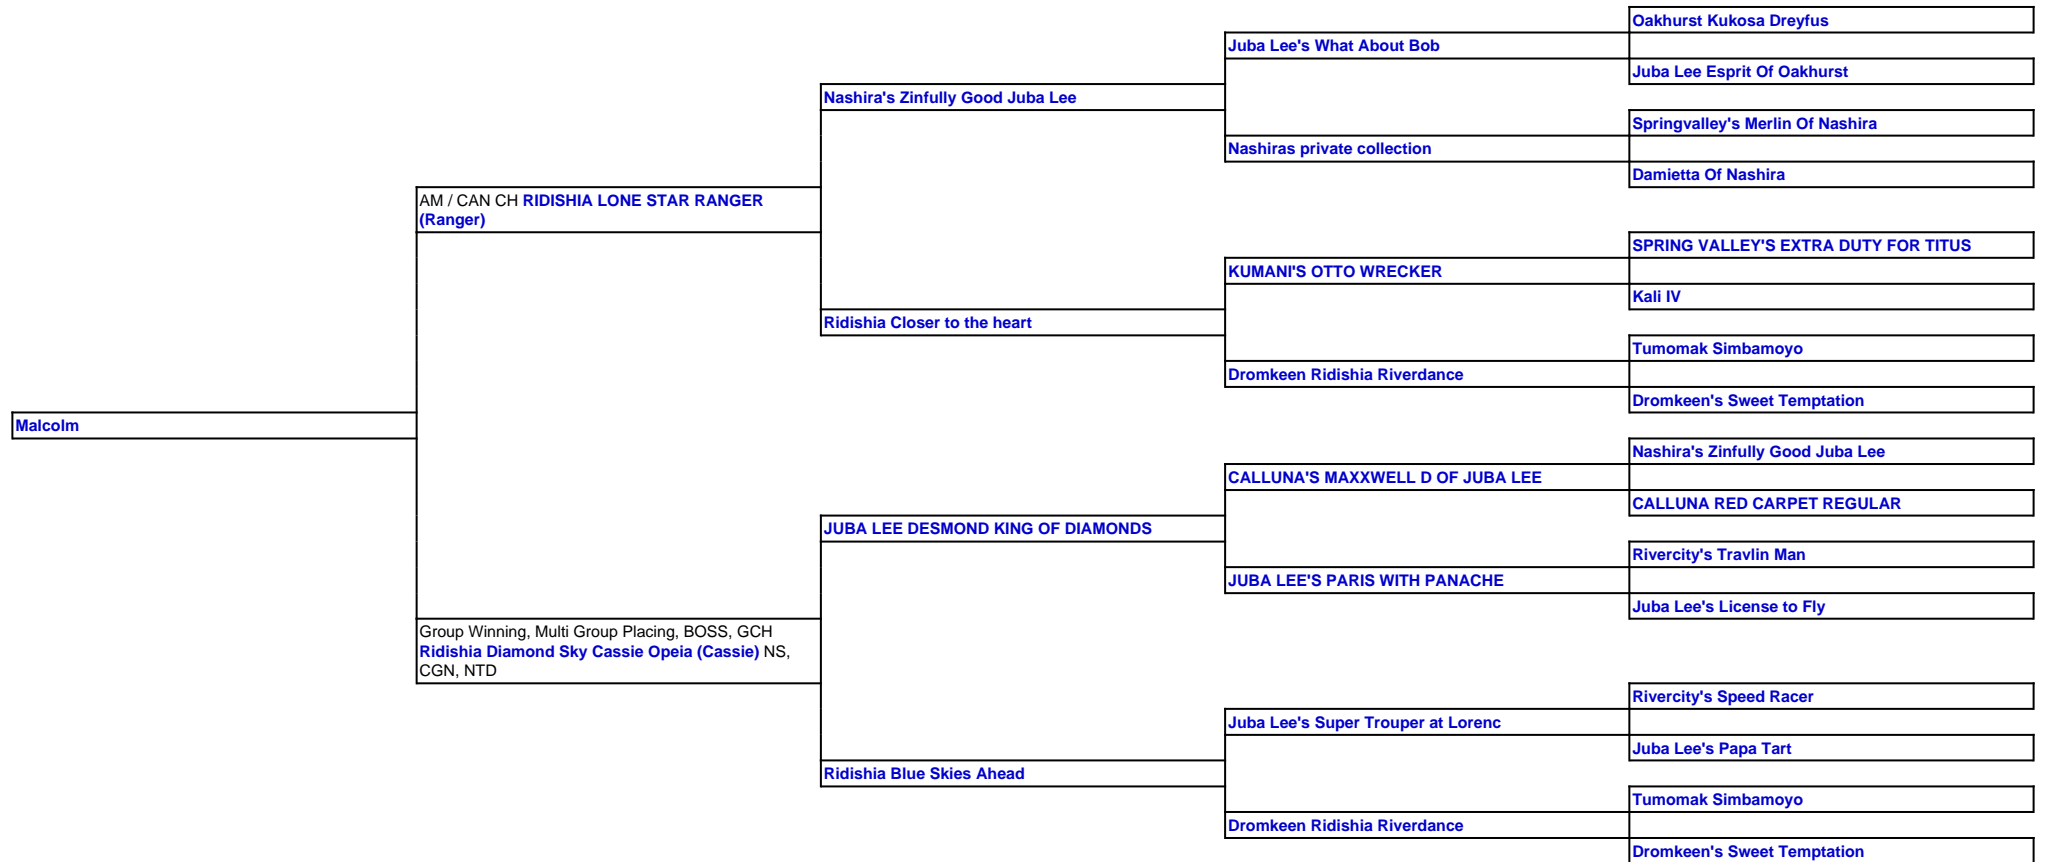 Oakhurst Kukosa Dreyfus
Juba Lee's What About Bob
Juba Lee Esprit Of Oakhurst
Nashira's Zinfully Good Juba Lee
Springvalley's Merlin Of Nashira
Nashiras private collection
Damietta Of Nashira
AM / CAN CH RIDISHIA LONE STAR RANGER
(Ranger)
SPRING VALLEY'S EXTRA DUTY FOR TITUS
KUMANI'S OTTO WRECKER
Kali IV
Ridishia Closer to the heart
Tumomak Simbamoyo
Dromkeen Ridishia Riverdance
Dromkeen's Sweet Temptation
Malcolm
Nashira's Zinfully Good Juba Lee
CALLUNA'S MAXXWELL D OF JUBA LEE
CALLUNA RED CARPET REGULAR
JUBA LEE DESMOND KING OF DIAMONDS
Rivercity's Travlin Man
JUBA LEE'S PARIS WITH PANACHE
Juba Lee's License to Fly
Group Winning, Multi Group Placing, BOSS, GCH
Ridishia Diamond Sky Cassie Opeia (Cassie) NS,
CGN, NTD
Rivercity's Speed Racer
Juba Lee's Super Trouper at Lorenc
Juba Lee's Papa Tart
Ridishia Blue Skies Ahead
Tumomak Simbamoyo
Dromkeen Ridishia Riverdance
Dromkeen's Sweet Temptation